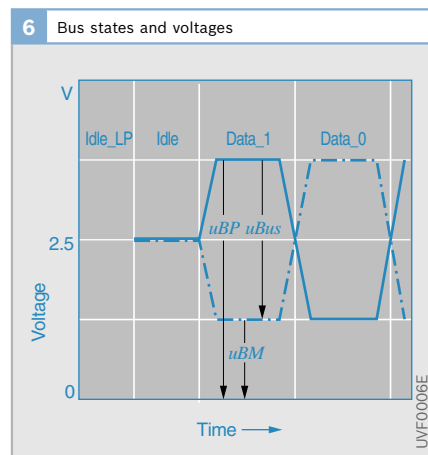 6 Bus states and voltages
V
Idle_LP Idle Data_1 Data_0
uBP uBus
2.5
uBM
0
Voltage
Time
UVF0006E